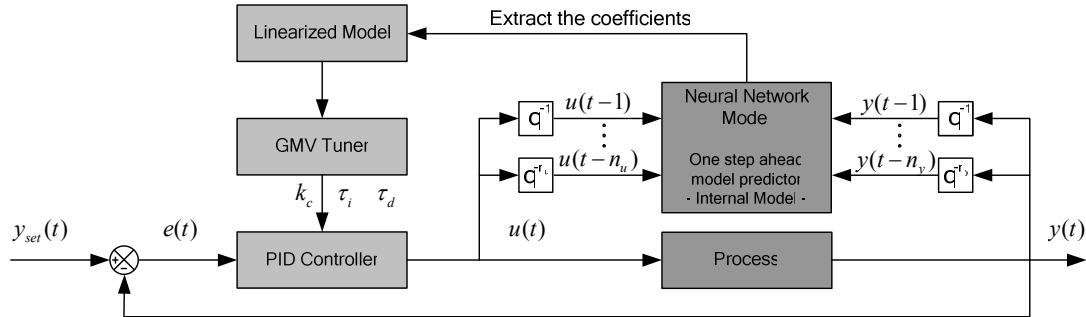 Extract the coefficients
Linearized Model
Neural Network
Mode
One step ahead
model predictor
- Internal Model -
q⁻¹
u(t−1)
y(t−1)
q⁻¹
GMV Tuner
u(t−n_u)
y(t−n_y)
k_c τ_i τ_d
y_set(t)
e(t)
PID Controller
u(t)
Process
y(t)
+
−